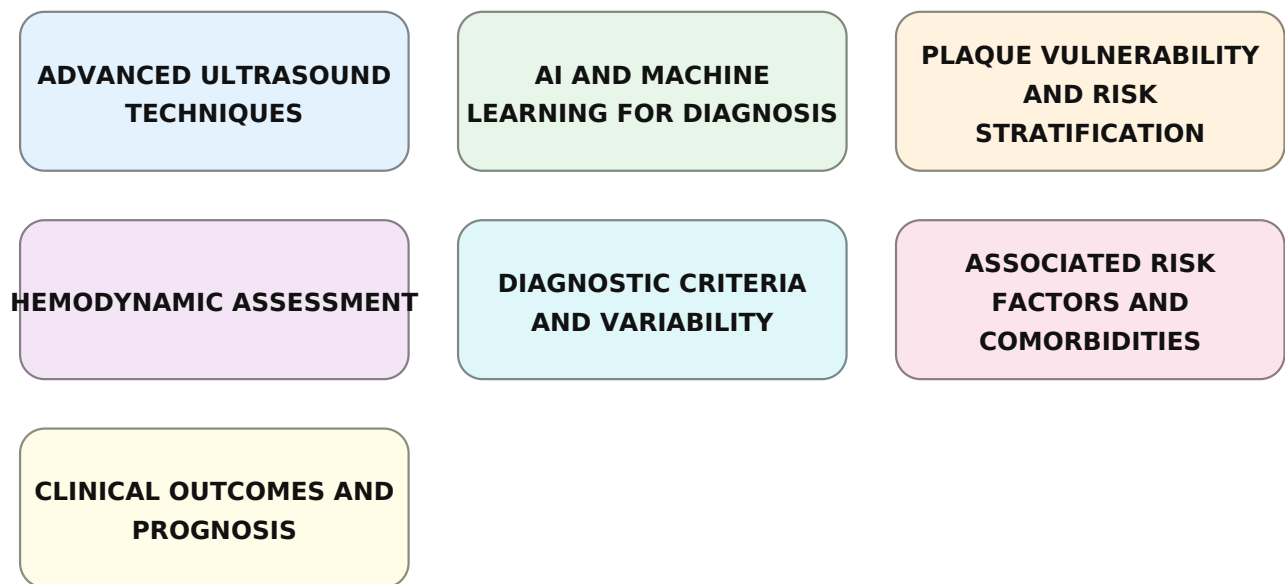 ADVANCED ULTRASOUND
TECHNIQUES
AI AND MACHINE
LEARNING FOR DIAGNOSIS
PLAQUE VULNERABILITY
AND RISK
STRATIFICATION
HEMODYNAMIC ASSESSMENT
DIAGNOSTIC CRITERIA
AND VARIABILITY
ASSOCIATED RISK
FACTORS AND
COMORBIDITIES
CLINICAL OUTCOMES AND
PROGNOSIS